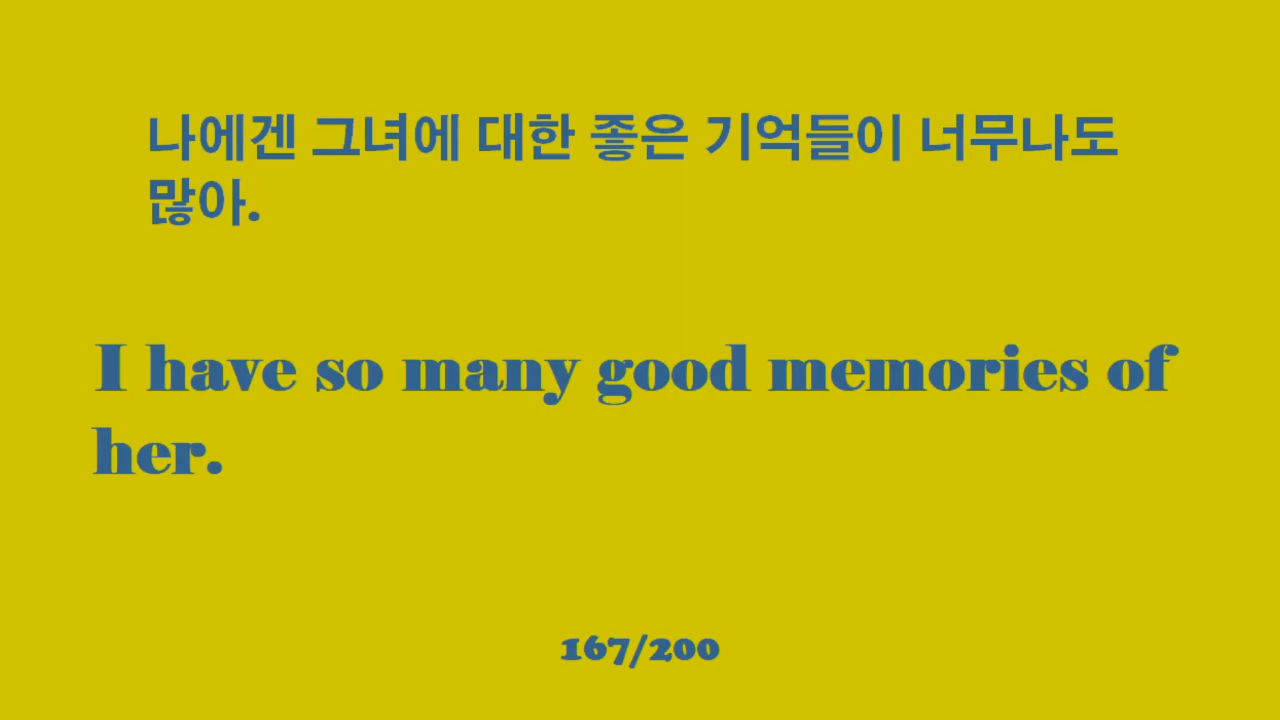 나에겐 그녀에 대한 좋은 기억들이 너무나도
많아.
I have so many good memories of
her.
167/200